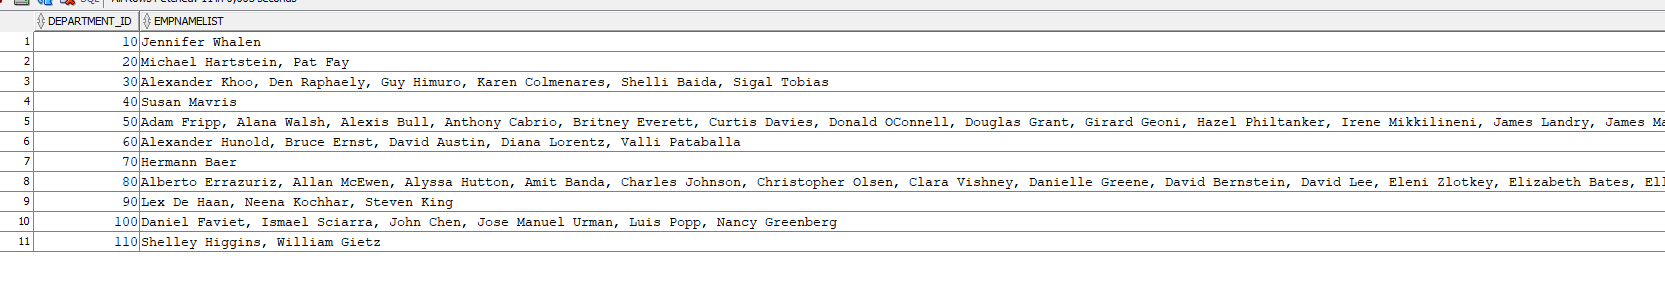 DEPARTMENT_ID EMPNAMELIST
1 10 Jennifer Whalen
2 20 Michael Hartstein, Pat Fay
3 30 Alexander Khoo, Den Raphaely, Guy Himuro, Karen Colmenares, Shelli Baida, Sigal Tobias
4 40 Susan Mavris
5 50 Adam Fripp, Alana Walsh, Alexis Bull, Anthony Cabrio, Britney Everett, Curtis Davies, Donald OConnell, Douglas Grant, Girard Geoni, Hazel Philtanker, Irene Mikkilineni, James Landry, James Ma
6 60 Alexander Hunold, Bruce Ernst, David Austin, Diana Lorentz, Valli Pataballa
7 70 Hermann Baer
8 80 Alberto Errazuriz, Allan McEwen, Alyssa Hutton, Amit Banda, Charles Johnson, Christopher Olsen, Clara Vishney, Danielle Greene, David Bernstein, David Lee, Eleni Zlotkey, Elizabeth Bates, Ell
9 90 Lex De Haan, Neena Kochhar, Steven King
10 100 Daniel Faviet, Ismael Sciarra, John Chen, Jose Manuel Urman, Luis Popp, Nancy Greenberg
11 110 Shelley Higgins, William Gietz